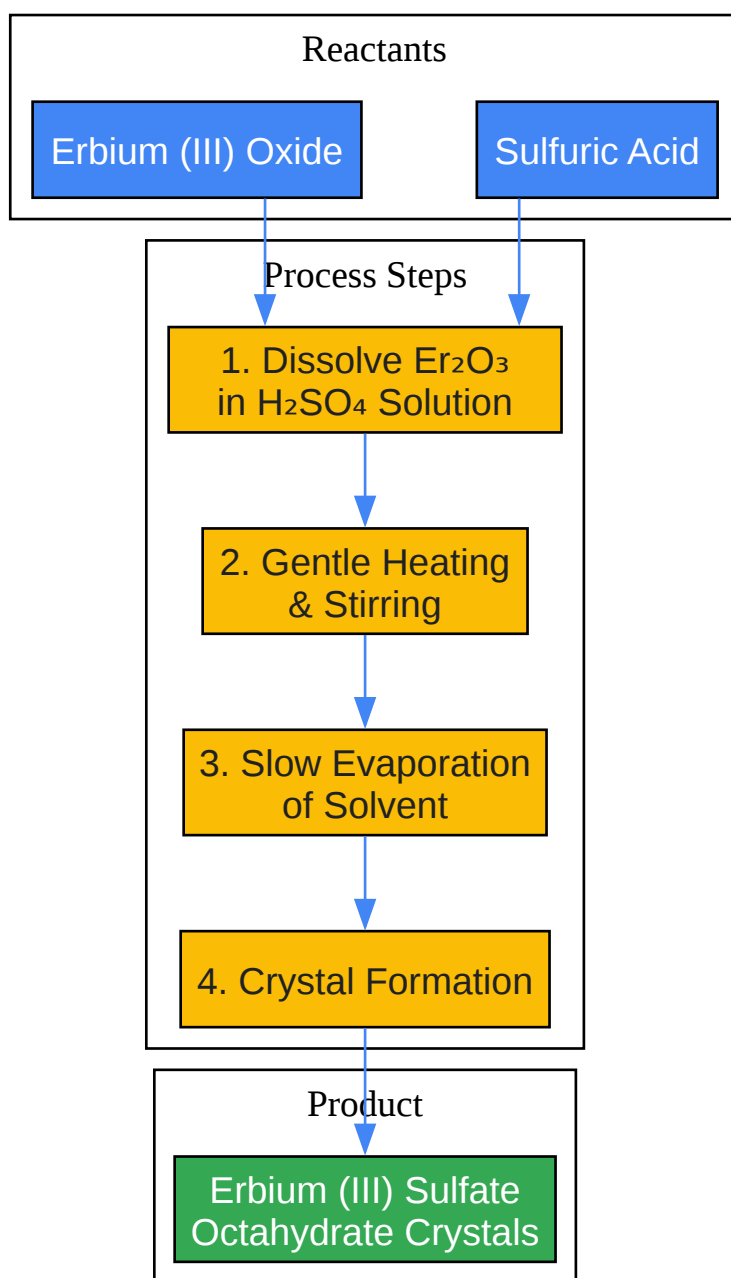 Reactants
Erbium (III) Oxide
Sulfuric Acid
Process Steps
1. Dissolve Er₂O₃
in H₂SO₄ Solution
2. Gentle Heating
& Stirring
3. Slow Evaporation
of Solvent
4. Crystal Formation
Product
Erbium (III) Sulfate
Octahydrate Crystals